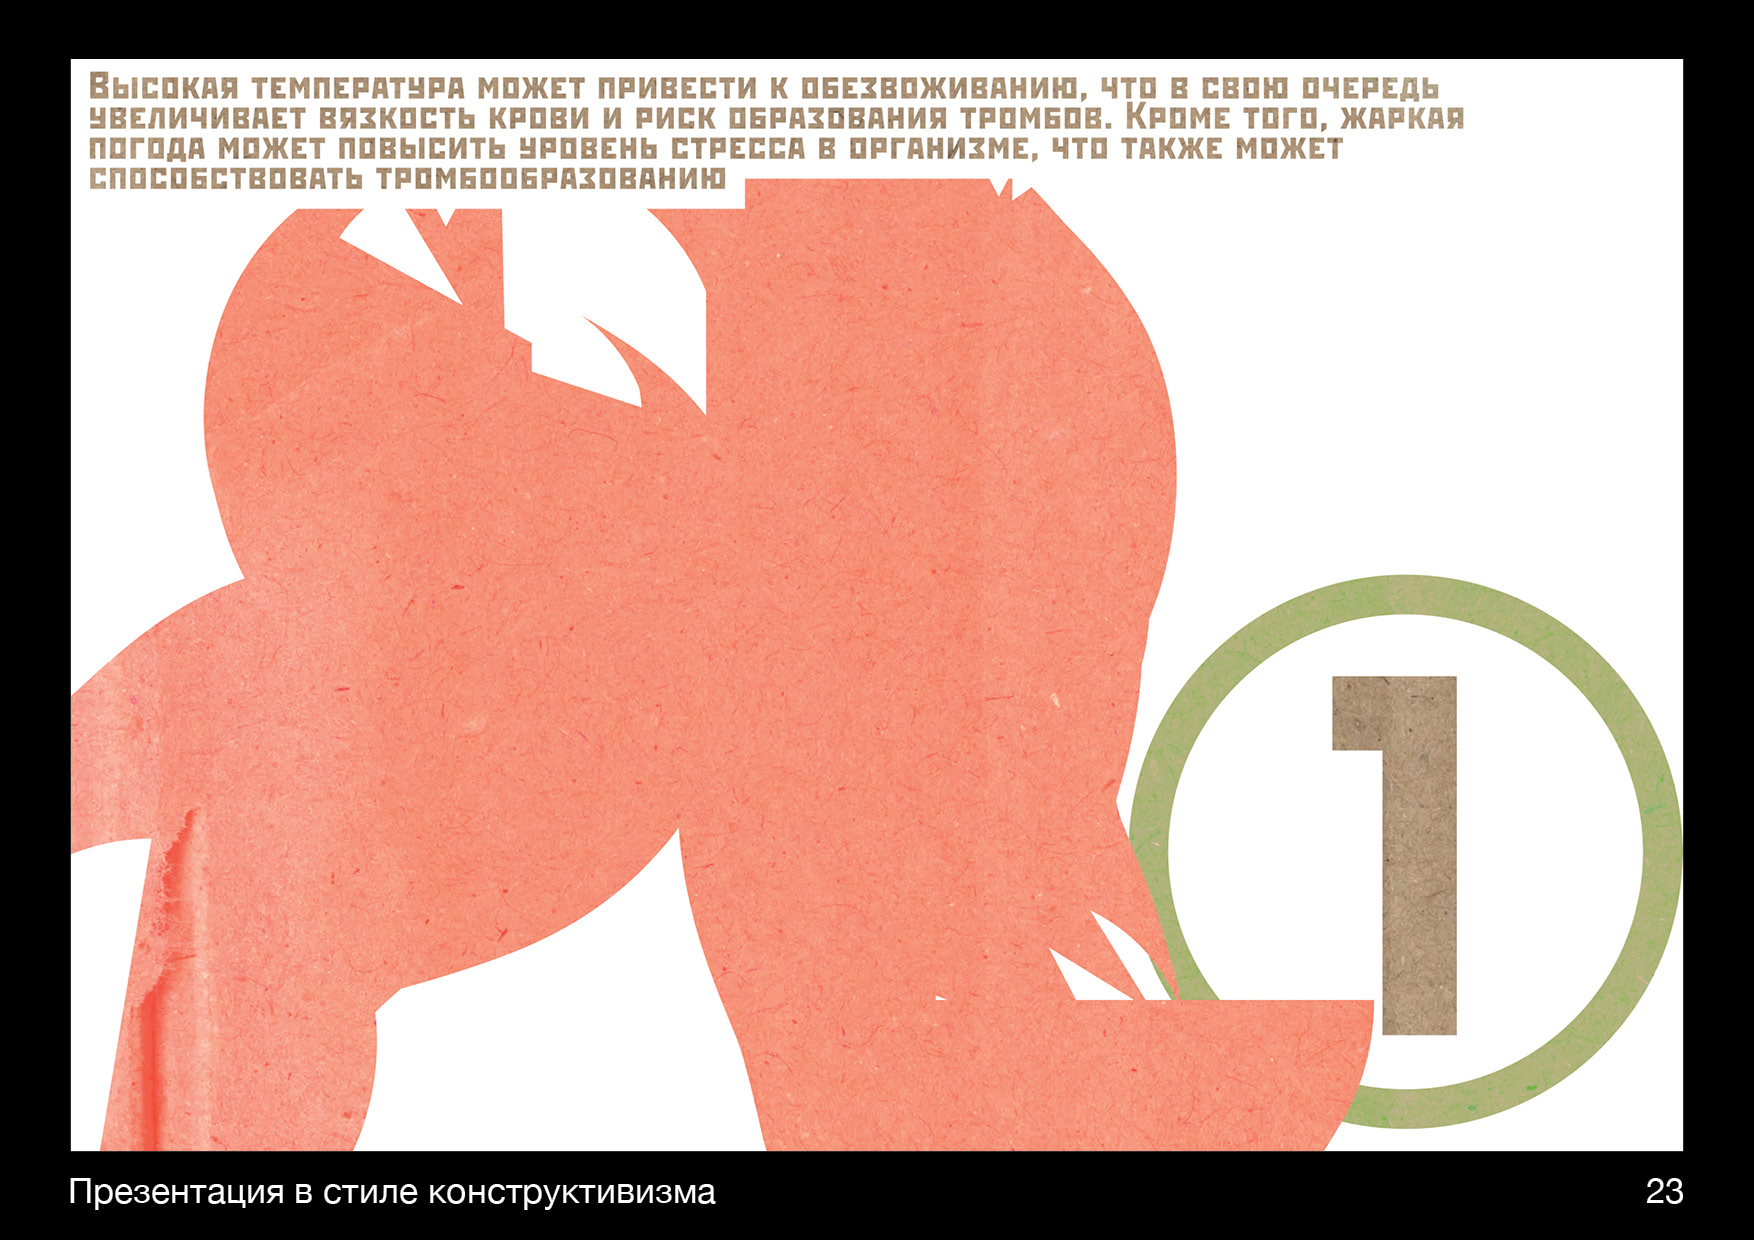 Высокая температура может привести к обезвоживанию, что в свою очередь
увеличивает вязкость крови и риск образования тромбов. Кроме того, жаркая
погода может повысить уровень стресса в организме, что также может
способствовать тромбообразованию
1
Презентация в стиле конструктивизма
23